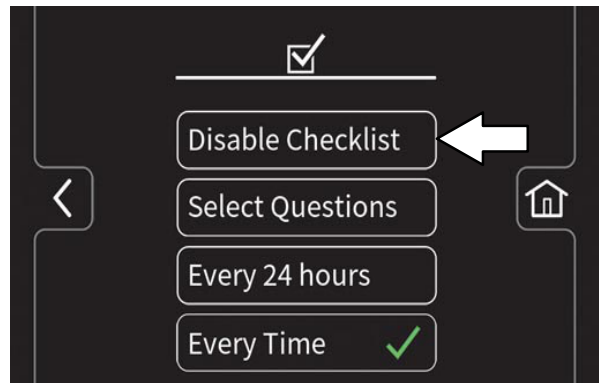 Disable Checklist
Select Questions
Every 24 hours
Every Time